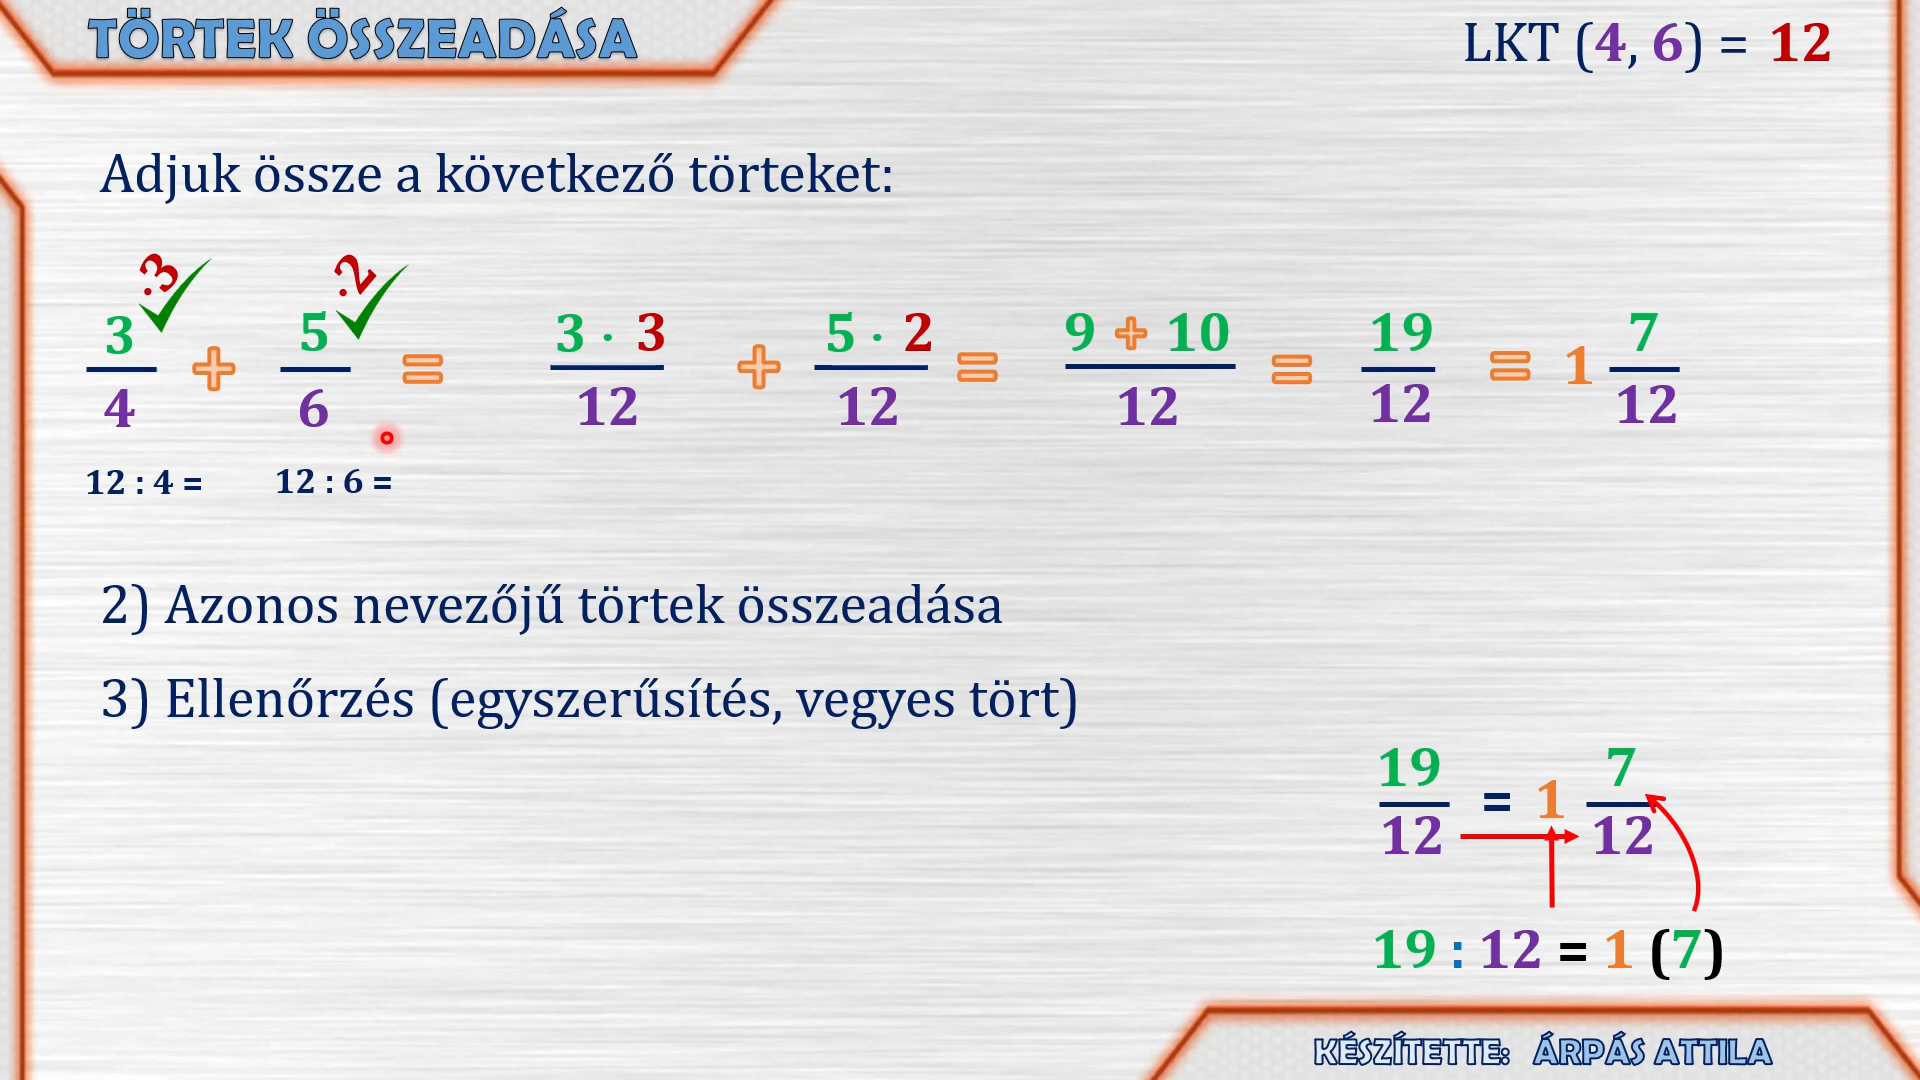 TÖRTEK ÖSSZEADÁSA
LKT (4, 6) = 12
Adjuk össze a következő törteket:
·3 ·2
3/4 + 5/6 = 3 · 3/12 + 5 · 2/12 = 9 + 10/12 = 19/12 = 1 7/12
12 : 4 = 12 : 6 =
2) Azonos nevezőjű törtek összeadása
3) Ellenőrzés (egyszerűsítés, vegyes tört)
19/12 = 1 7/12
19 : 12 = 1 (7)
KÉSZÍTETTE: ÁRPÁS ATTILA